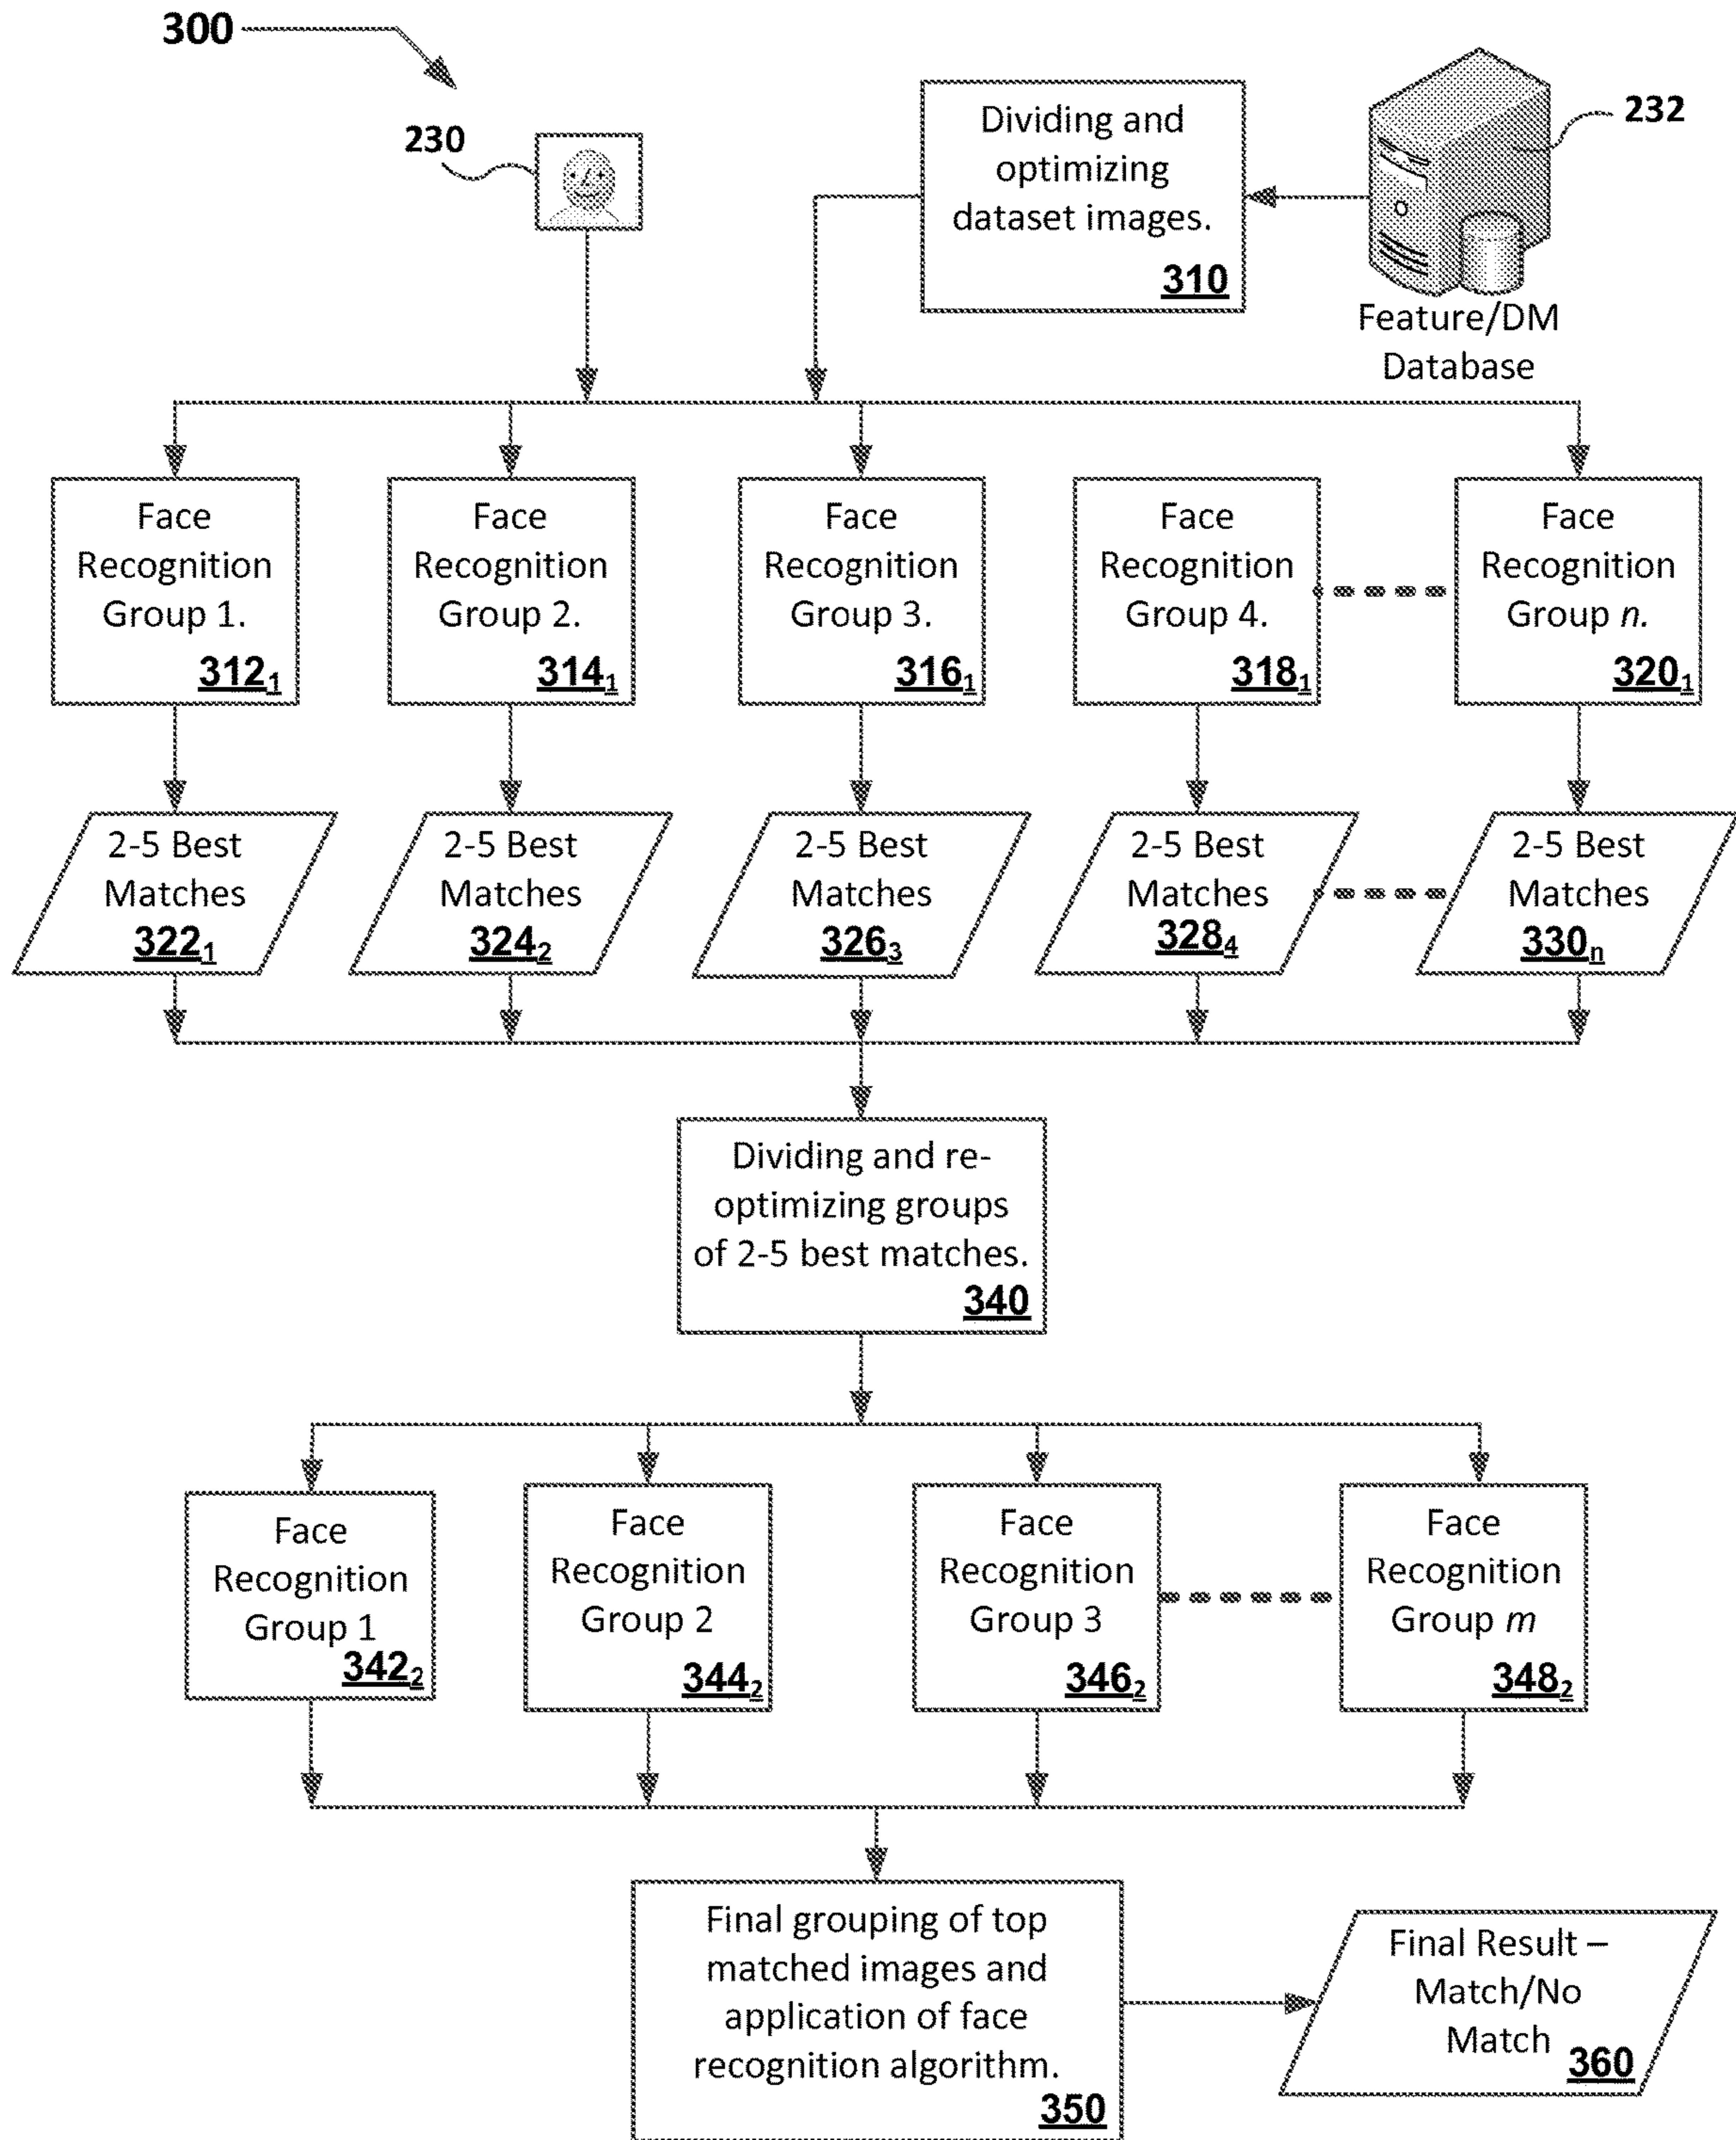 300
230
Dividing and
optimizing
dataset images.
310
232
Feature/DM
Database
Face
Recognition
Group 1.
312₁
Face
Recognition
Group 2.
314₁
Face
Recognition
Group 3.
316₁
Face
Recognition
Group 4.
318₁
Face
Recognition
Group n.
320₁
2-5 Best
Matches
322₁
2-5 Best
Matches
324₂
2-5 Best
Matches
326₃
2-5 Best
Matches
328₄
2-5 Best
Matches
330ₙ
Dividing and re-
optimizing groups
of 2-5 best matches.
340
Face
Recognition
Group 1
342₂
Face
Recognition
Group 2
344₂
Face
Recognition
Group 3
346₂
Face
Recognition
Group m
348₂
Final grouping of top
matched images and
application of face
recognition algorithm.
350
Final Result –
Match/No
Match
360